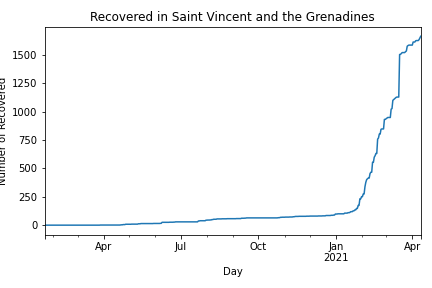 Recovered in Saint Vincent and the Grenadines
Number of Recovered
1500
1250
1000
750
500
250
0
Apr
Jul
Oct
Jan
2021
Apr
Day